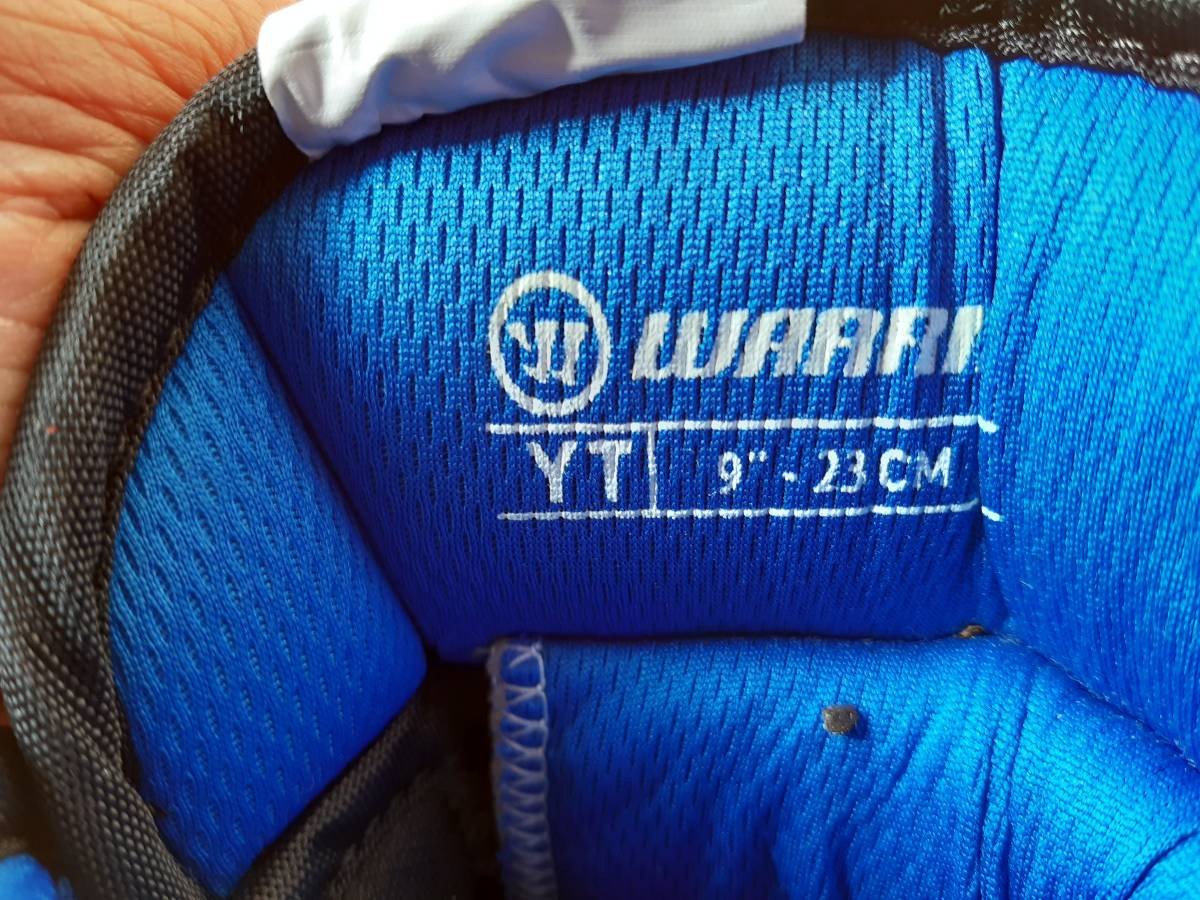 WARRI
YT 9" - 23 CM